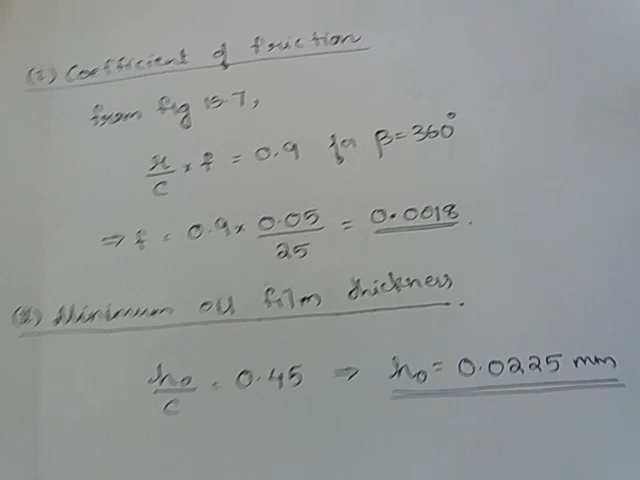 (i) Coefficient of friction
from fig 15.7,
r/c × f = 0.9 for β = 360°
⇒ f = 0.9 × 0.05/25 = 0.0018.
(ii) Minimum oil film thickness.
h₀/c = 0.45 ⇒ h₀ = 0.0225 mm